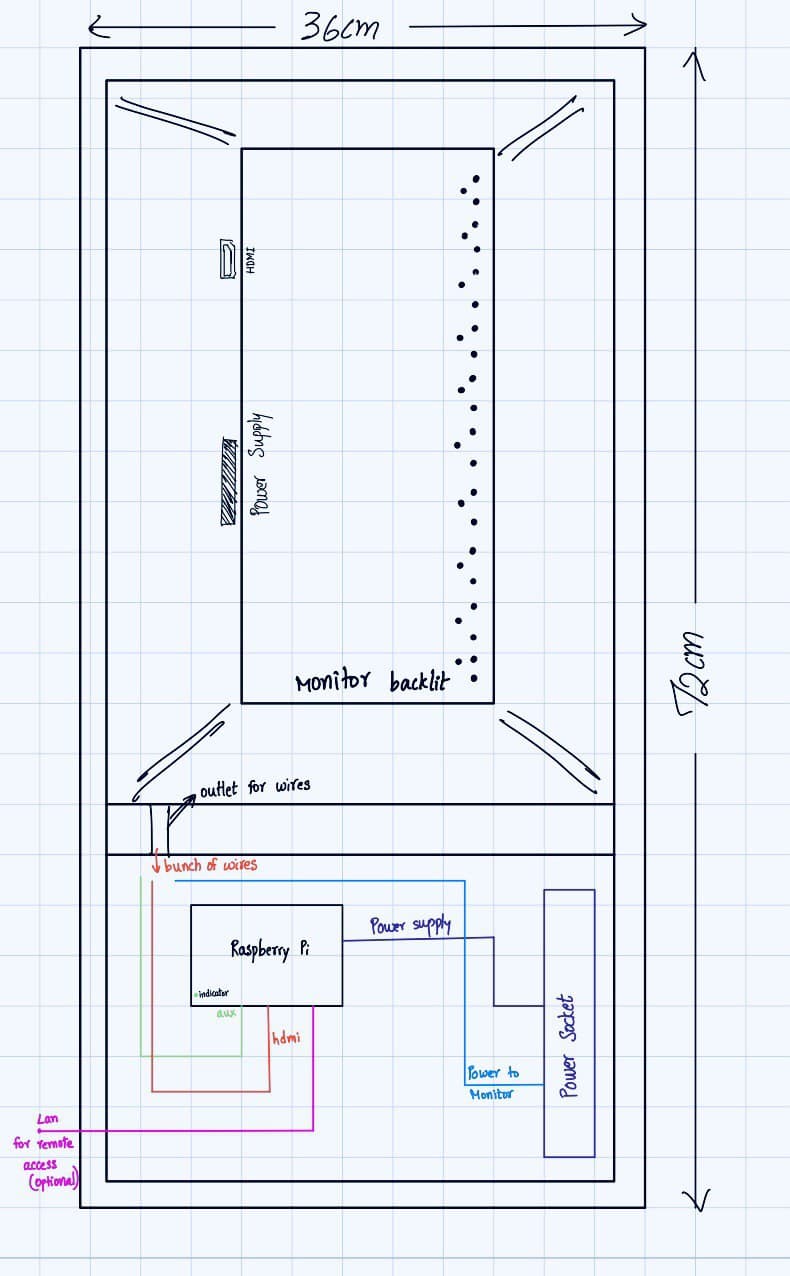 36cm
HDMI
Power Supply
72cm
Monitor backlit
outlet for wires
bunch of wires
Power supply
Raspberry Pi
indicator
aux
hdmi
Power Socket
Power to
Monitor
Lan
for remote
access
(optional)